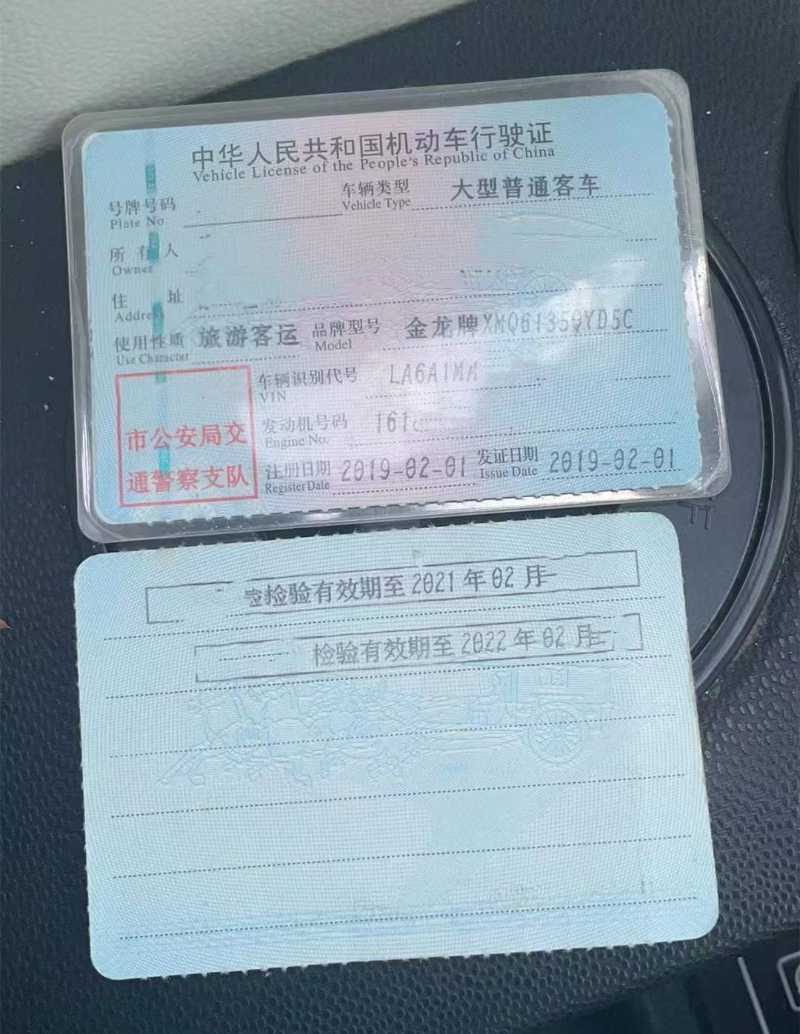 中华人民共和国机动车行驶证
Vehicle License of the People's Republic of China
号牌号码
Plate No.
车辆类型
Vehicle Type
大型普通客车
所有人
Owner
住 址
Address
使用性质
Use Character
旅游客运
品牌型号
Model
金龙牌XMQ6135QYD5C
市公安局交
通警察支队
车辆识别代号
VIN
LA6A1MM
发动机号码
Engine No.
161
注册日期
Register Date
2019-02-01
发证日期
Issue Date
2019-02-01
检验有效期至2021年02月
检验有效期至2022年02月